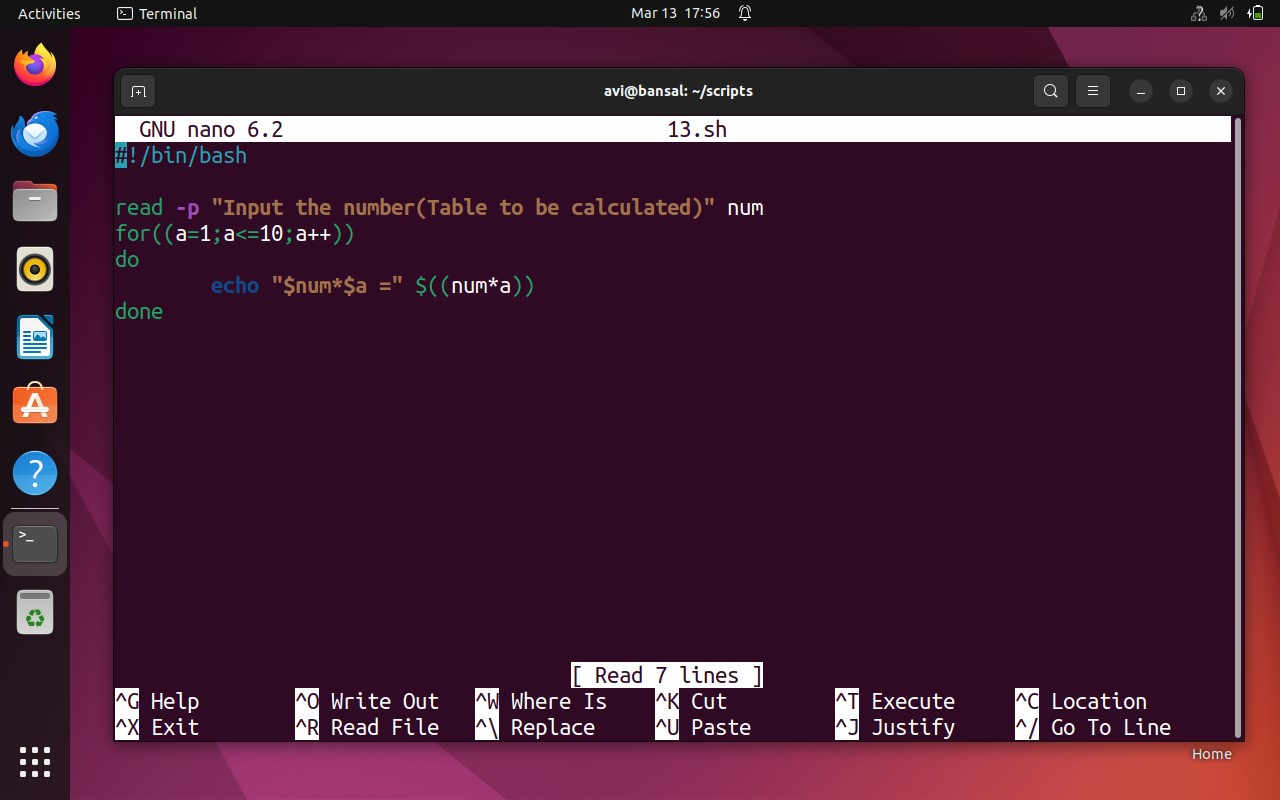 Activities Terminal Mar 13 17:56
avi@bansal: ~/scripts
GNU nano 6.2 13.sh
#!/bin/bash
read -p "Input the number(Table to be calculated)" num
for((a=1;a<=10;a++))
do
echo "$num*$a =" $((num*a))
done
[ Read 7 lines ]
^G Help ^O Write Out ^W Where Is ^K Cut ^T Execute ^C Location
^X Exit ^R Read File ^\ Replace ^U Paste ^J Justify ^/ Go To Line
Home